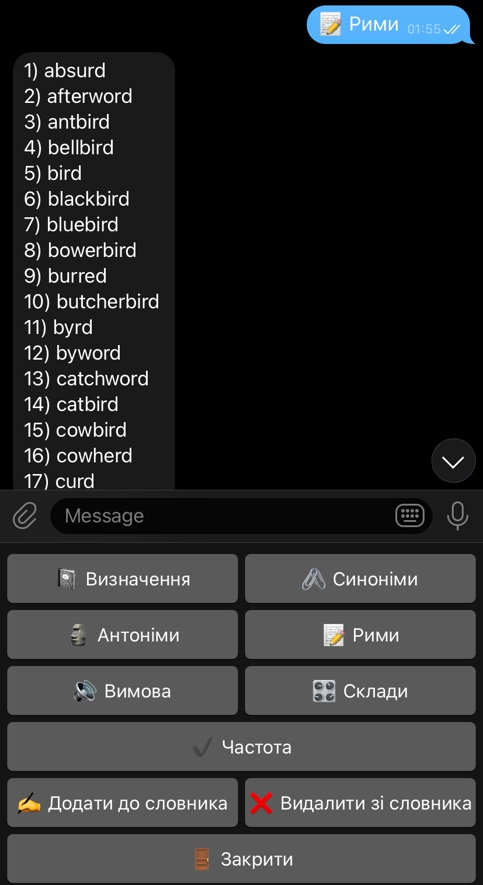 📝 Рими 01:55
1) absurd
2) afterword
3) antbird
4) bellbird
5) bird
6) blackbird
7) bluebird
8) bowerbird
9) burred
10) butcherbird
11) byrd
12) byword
13) catchword
14) catbird
15) cowbird
16) cowherd
17) curd
Message
Визначення
Синоніми
Антоніми
Рими
Вимова
Склади
Частота
Додати до словника
Видалити зі словника
Закрити